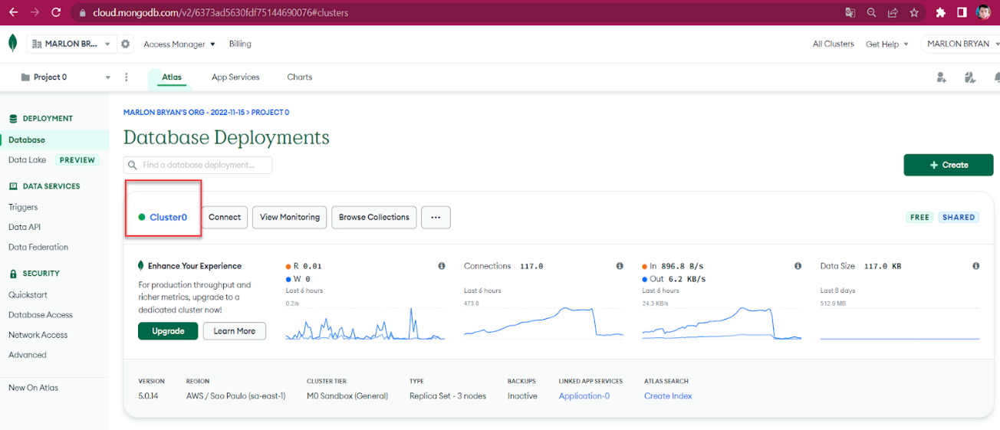 cloud.mongodb.com/v2/6373ad5630fdf75144690076#clusters
MARLON BR... Access Manager Billing All Clusters Get Help MARLON BRYAN
Project 0 Atlas App Services Charts
DEPLOYMENT
Database
Data Lake PREVIEW
DATA SERVICES
Triggers
Data API
Data Federation
SECURITY
Quickstart
Database Access
Network Access
Advanced
New On Atlas
MARLON BRYAN'S ORG - 2022-11-15 > PROJECT 0
Database Deployments
Find a database deployment...
+ Create
Cluster0 Connect View Monitoring Browse Collections ... FREE SHARED
Enhance Your Experience
For production throughput and
richer metrics, upgrade to a
dedicated cluster now!
Upgrade Learn More
R 0.01
W 0
Last 6 hours
0.2/s
Connections 117.0
Last 6 hours
473.0
In 896.8 B/s
Out 6.2 KB/s
Last 6 hours
24.3 KB/s
Data Size 117.0 KB
Last 8 days
512.0 MB
VERSION REGION CLUSTER TIER TYPE BACKUPS LINKED APP SERVICES ATLAS SEARCH
5.0.14 AWS / Sao Paulo (sa-east-1) M0 Sandbox (General) Replica Set - 3 nodes Inactive Application-0 Create Index